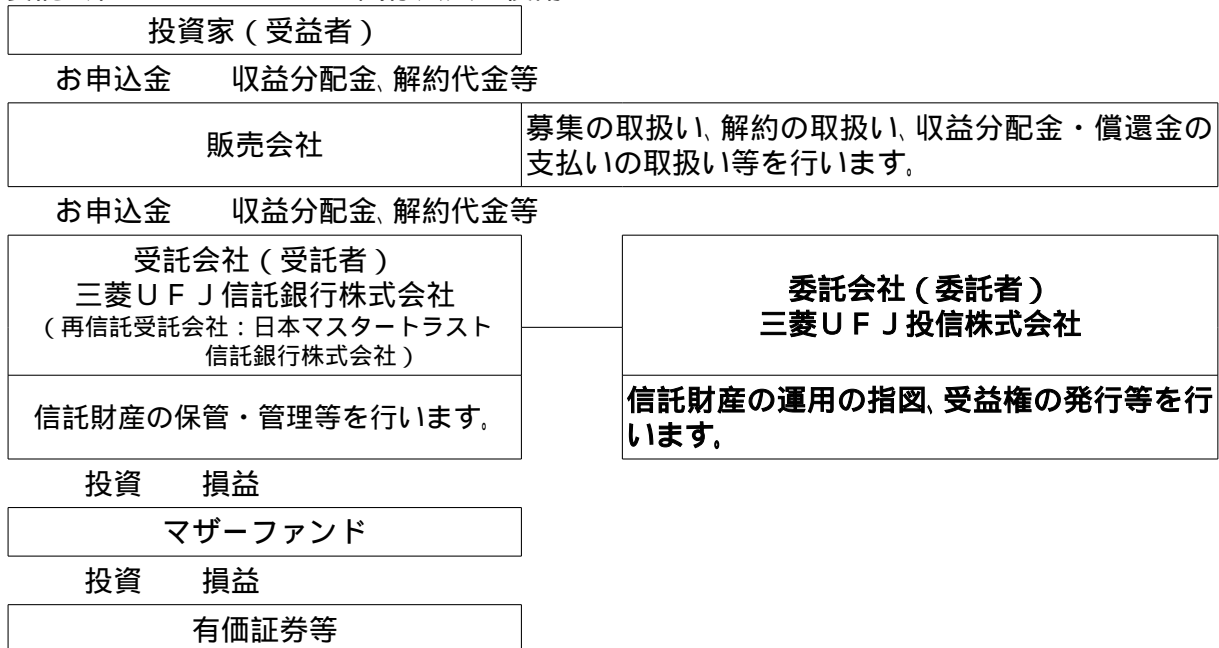 投資家（受益者）
お申込金　　収益分配金、解約代金等
販売会社
募集の取扱い、解約の取扱い、収益分配金・償還金の
支払いの取扱い等を行います。
お申込金　　収益分配金、解約代金等
受託会社（受託者）
三菱ＵＦＪ信託銀行株式会社
（再信託受託会社：日本マスタートラスト
信託銀行株式会社）
委託会社（委託者）
三菱ＵＦＪ投信株式会社
信託財産の保管・管理等を行います。
信託財産の運用の指図、受益権の発行等を行
います。
投資　　損益
マザーファンド
投資　　損益
有価証券等